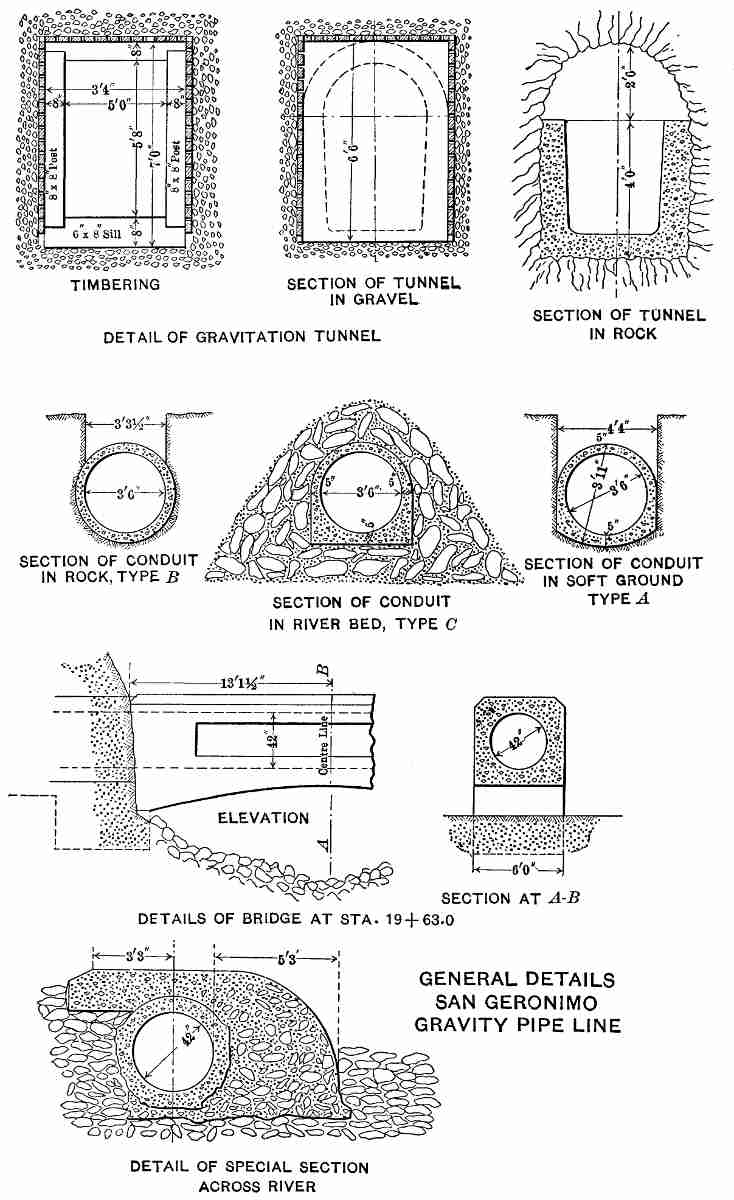 8"
3'4"
8" 5'0" 8"
5'8"
7'0"
8"x 8" Post
8"x 8" Post
6"x 8" Sill
8"
TIMBERING
6'6"
SECTION OF TUNNEL
IN GRAVEL
2'0"
4'0"
SECTION OF TUNNEL
IN ROCK
DETAIL OF GRAVITATION TUNNEL
3'3½"
3'6"
SECTION OF CONDUIT
IN ROCK, TYPE B
5" 5"
3'6"
5"
SECTION OF CONDUIT
IN RIVER BED, TYPE C
4'4"
5"
3'11"
3'6"
5"
SECTION OF CONDUIT
IN SOFT GROUND
TYPE A
13'1½"
B
42"
Centre Line
ELEVATION
A
42"
6'0"
SECTION AT A-B
DETAILS OF BRIDGE AT STA. 19+63.0
3'3" 5'3'
42"
GENERAL DETAILS
SAN GERONIMO
GRAVITY PIPE LINE
DETAIL OF SPECIAL SECTION
ACROSS RIVER